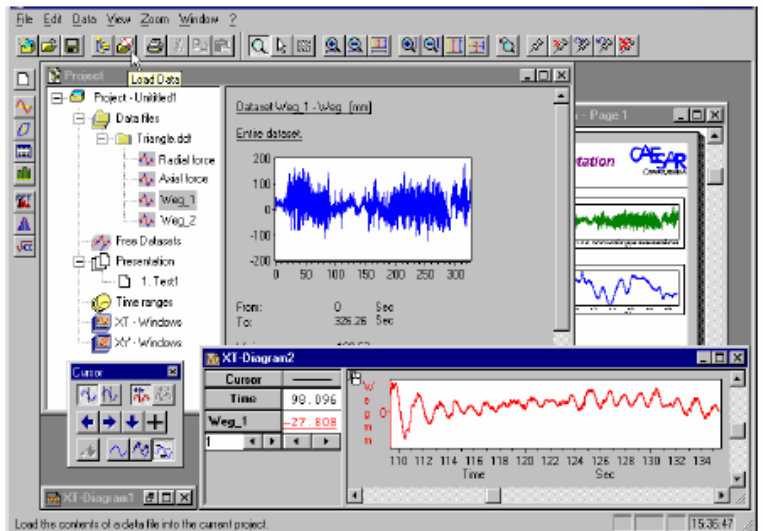 File Edit Data View Zoom Window ?
Load Data
Project
- Page 1
Project - Untitled1
Data files
Triangle.ddf
Radial force
Axial force
Weg_1
Weg_2
Free Datasets
Presentation
1. Test1
Time ranges
XT - Windows
XY - Windows
Dataset Weg_1 - Weg [mm]
Entire dataset.
200
100
0
-100
-200
0 50 100 150 200 250 300
From: 0 Sec
To: 326.26 Sec
tation
CAESAR
Cursor
XT-Diagram2
Cursor
Time 98.096
Weg_1 -27.808
1
Weg mm
0
110 112 114 116 118 120 122 124 126 128 130 132 134
Time Sec
XT-Diagram1
Load the contents of a data file into the current project.
15:36:47